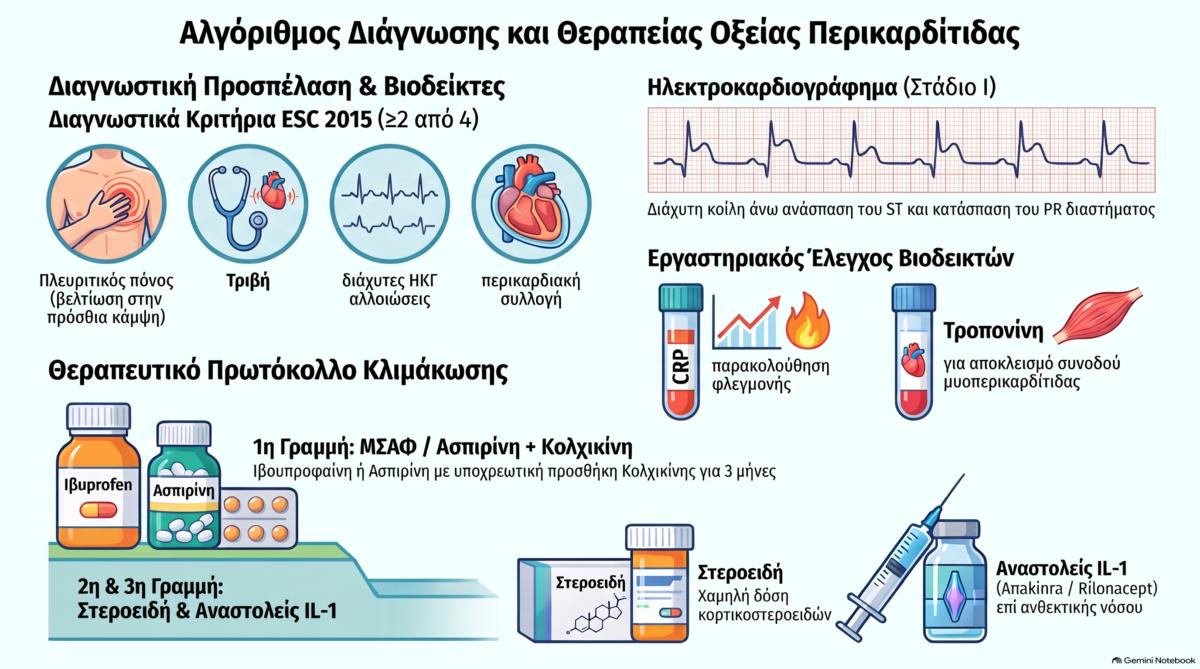 Αλγόριθμος Διάγνωσης και Θεραπείας Οξείας Περικαρδίτιδας
Διαγνωστική Προσπέλαση & Βιοδείκτες
Διαγνωστικά Κριτήρια ESC 2015 (≥2 από 4)
Πλευριτικός πόνος
(βελτίωση στην
πρόσθια κάμψη)
Τριβή
διάχυτες ΗΚΓ
αλλοιώσεις
περικαρδιακή
συλλογή
Ηλεκτροκαρδιογράφημα (Στάδιο Ι)
Διάχυτη κοίλη άνω ανάσπαση του ST και κατάσπαση του PR διαστήματος
Εργαστηριακός Έλεγχος Βιοδεικτών
CRP
παρακολούθηση
φλεγμονής
Τροπονίνη
για αποκλεισμό συνοδού
μυοπερικαρδίτιδας
Θεραπευτικό Πρωτόκολλο Κλιμάκωσης
Ιβuprofen
Ασπιρίνη
1η Γραμμή: ΜΣΑΦ / Ασπιρίνη + Κολχικίνη
Ιβουπροφαίνη ή Ασπιρίνη με υποχρεωτική προσθήκη Κολχικίνης για 3 μήνες
2η & 3η Γραμμή:
Στεροειδή & Αναστολείς IL-1
Στεροειδή
Στεροειδή
Χαμηλή δόση
κορτικοστεροειδών
Αναστολείς IL-1
(Απakinra / Rilonacept)
επί ανθεκτικής νόσου
Gemini Notebook